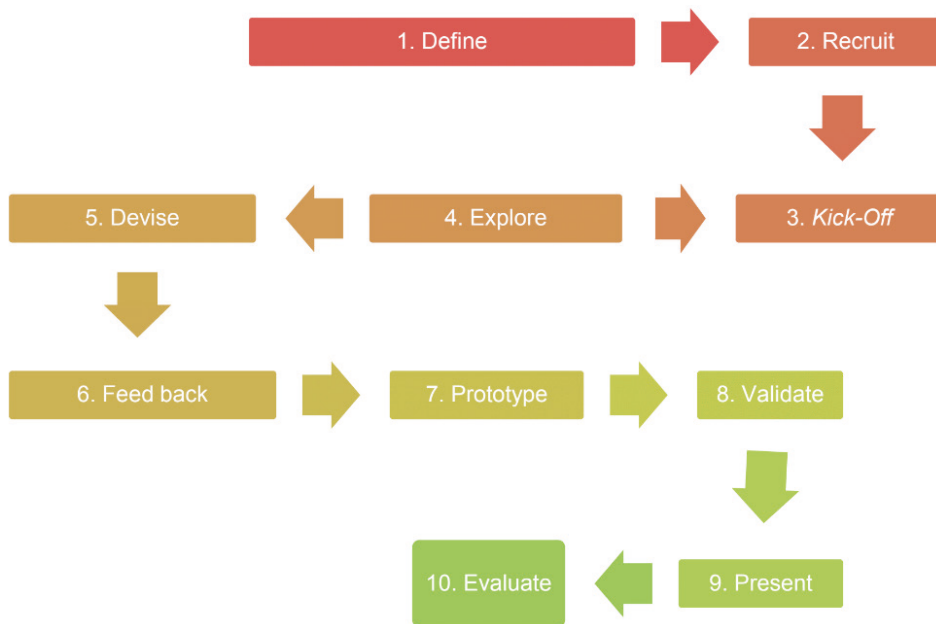 1. Define
2. Recruit
5. Devise
4. Explore
3. Kick-Off
6. Feed back
7. Prototype
8. Validate
10. Evaluate
9. Present